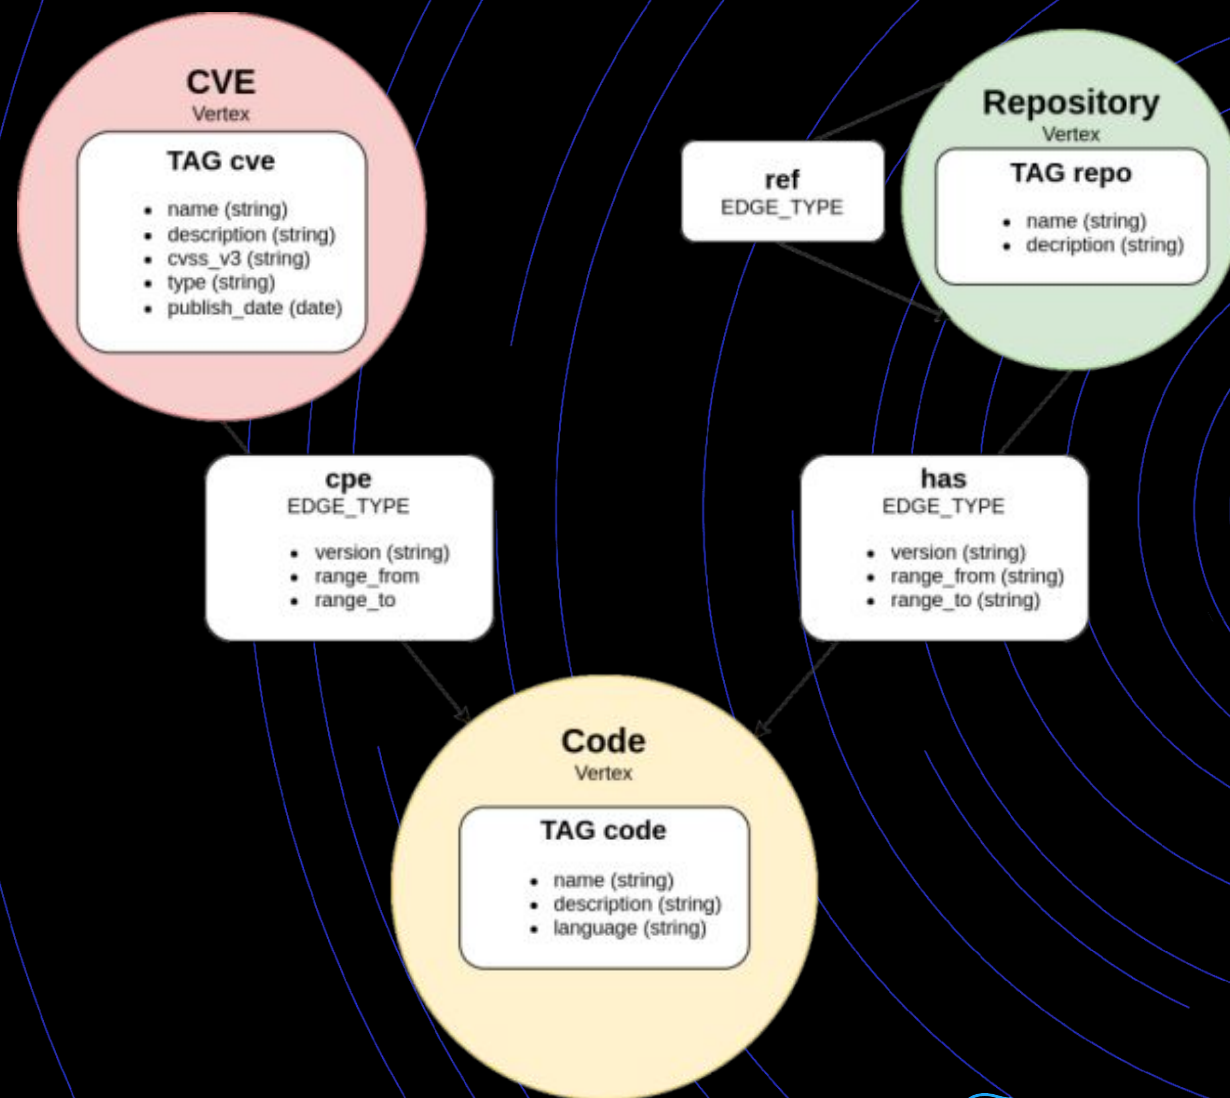 CVE
Vertex
TAG cve
• name (string)
• description (string)
• cvss_v3 (string)
• type (string)
• publish_date (date)
ref
EDGE_TYPE
Repository
Vertex
TAG repo
• name (string)
• decription (string)
cpe
EDGE_TYPE
• version (string)
• range_from
• range_to
has
EDGE_TYPE
• version (string)
• range_from (string)
• range_to (string)
Code
Vertex
TAG code
• name (string)
• description (string)
• language (string)